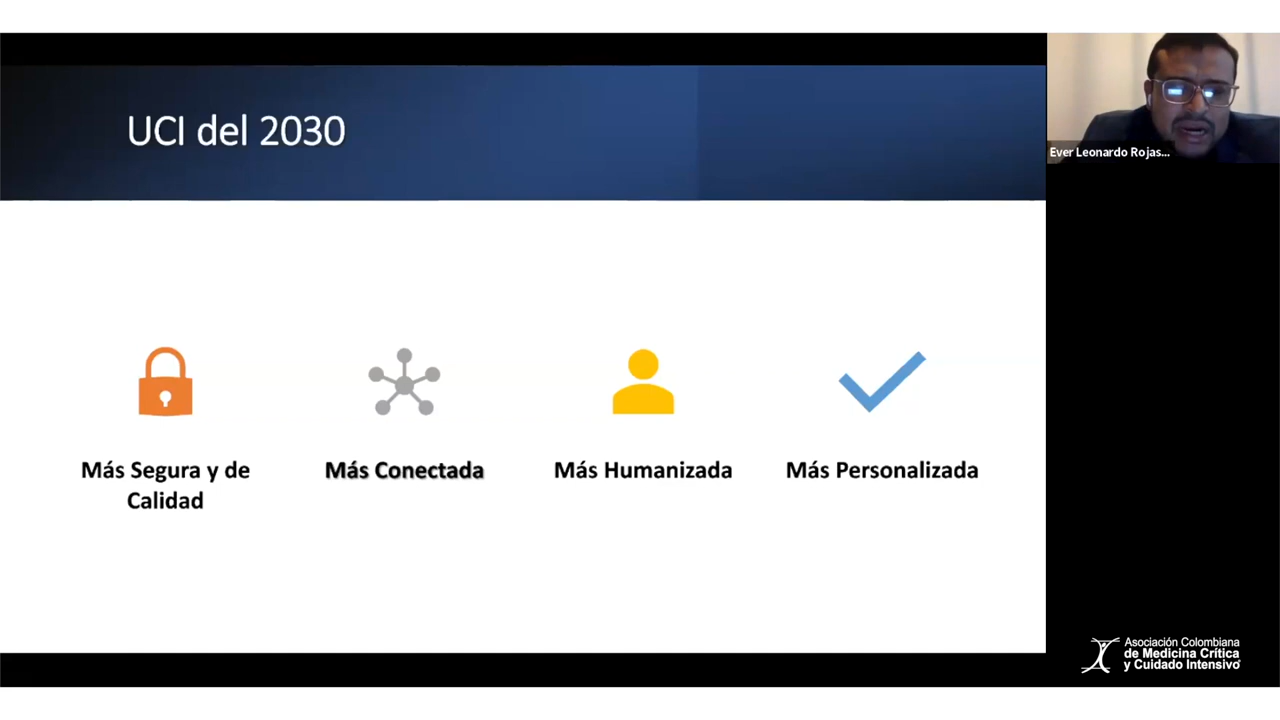 UCI del 2030
Más Segura y de
Calidad
Más Conectada
Más Humanizada
Más Personalizada
Ever Leonardo Rojas...
Asociación Colombiana
de Medicina Crítica
y Cuidado Intensivo